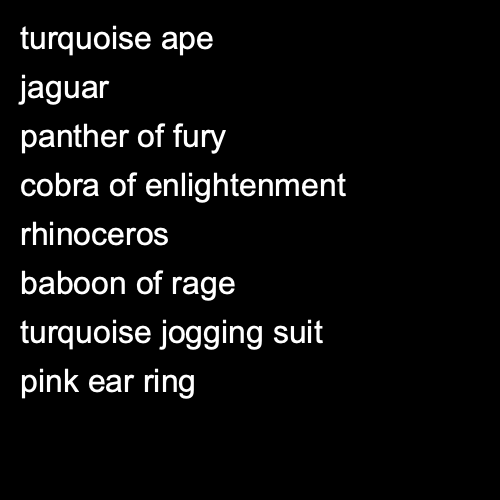 turquoise ape
jaguar
panther of fury
cobra of enlightenment
rhinoceros
baboon of rage
turquoise jogging suit
pink ear ring